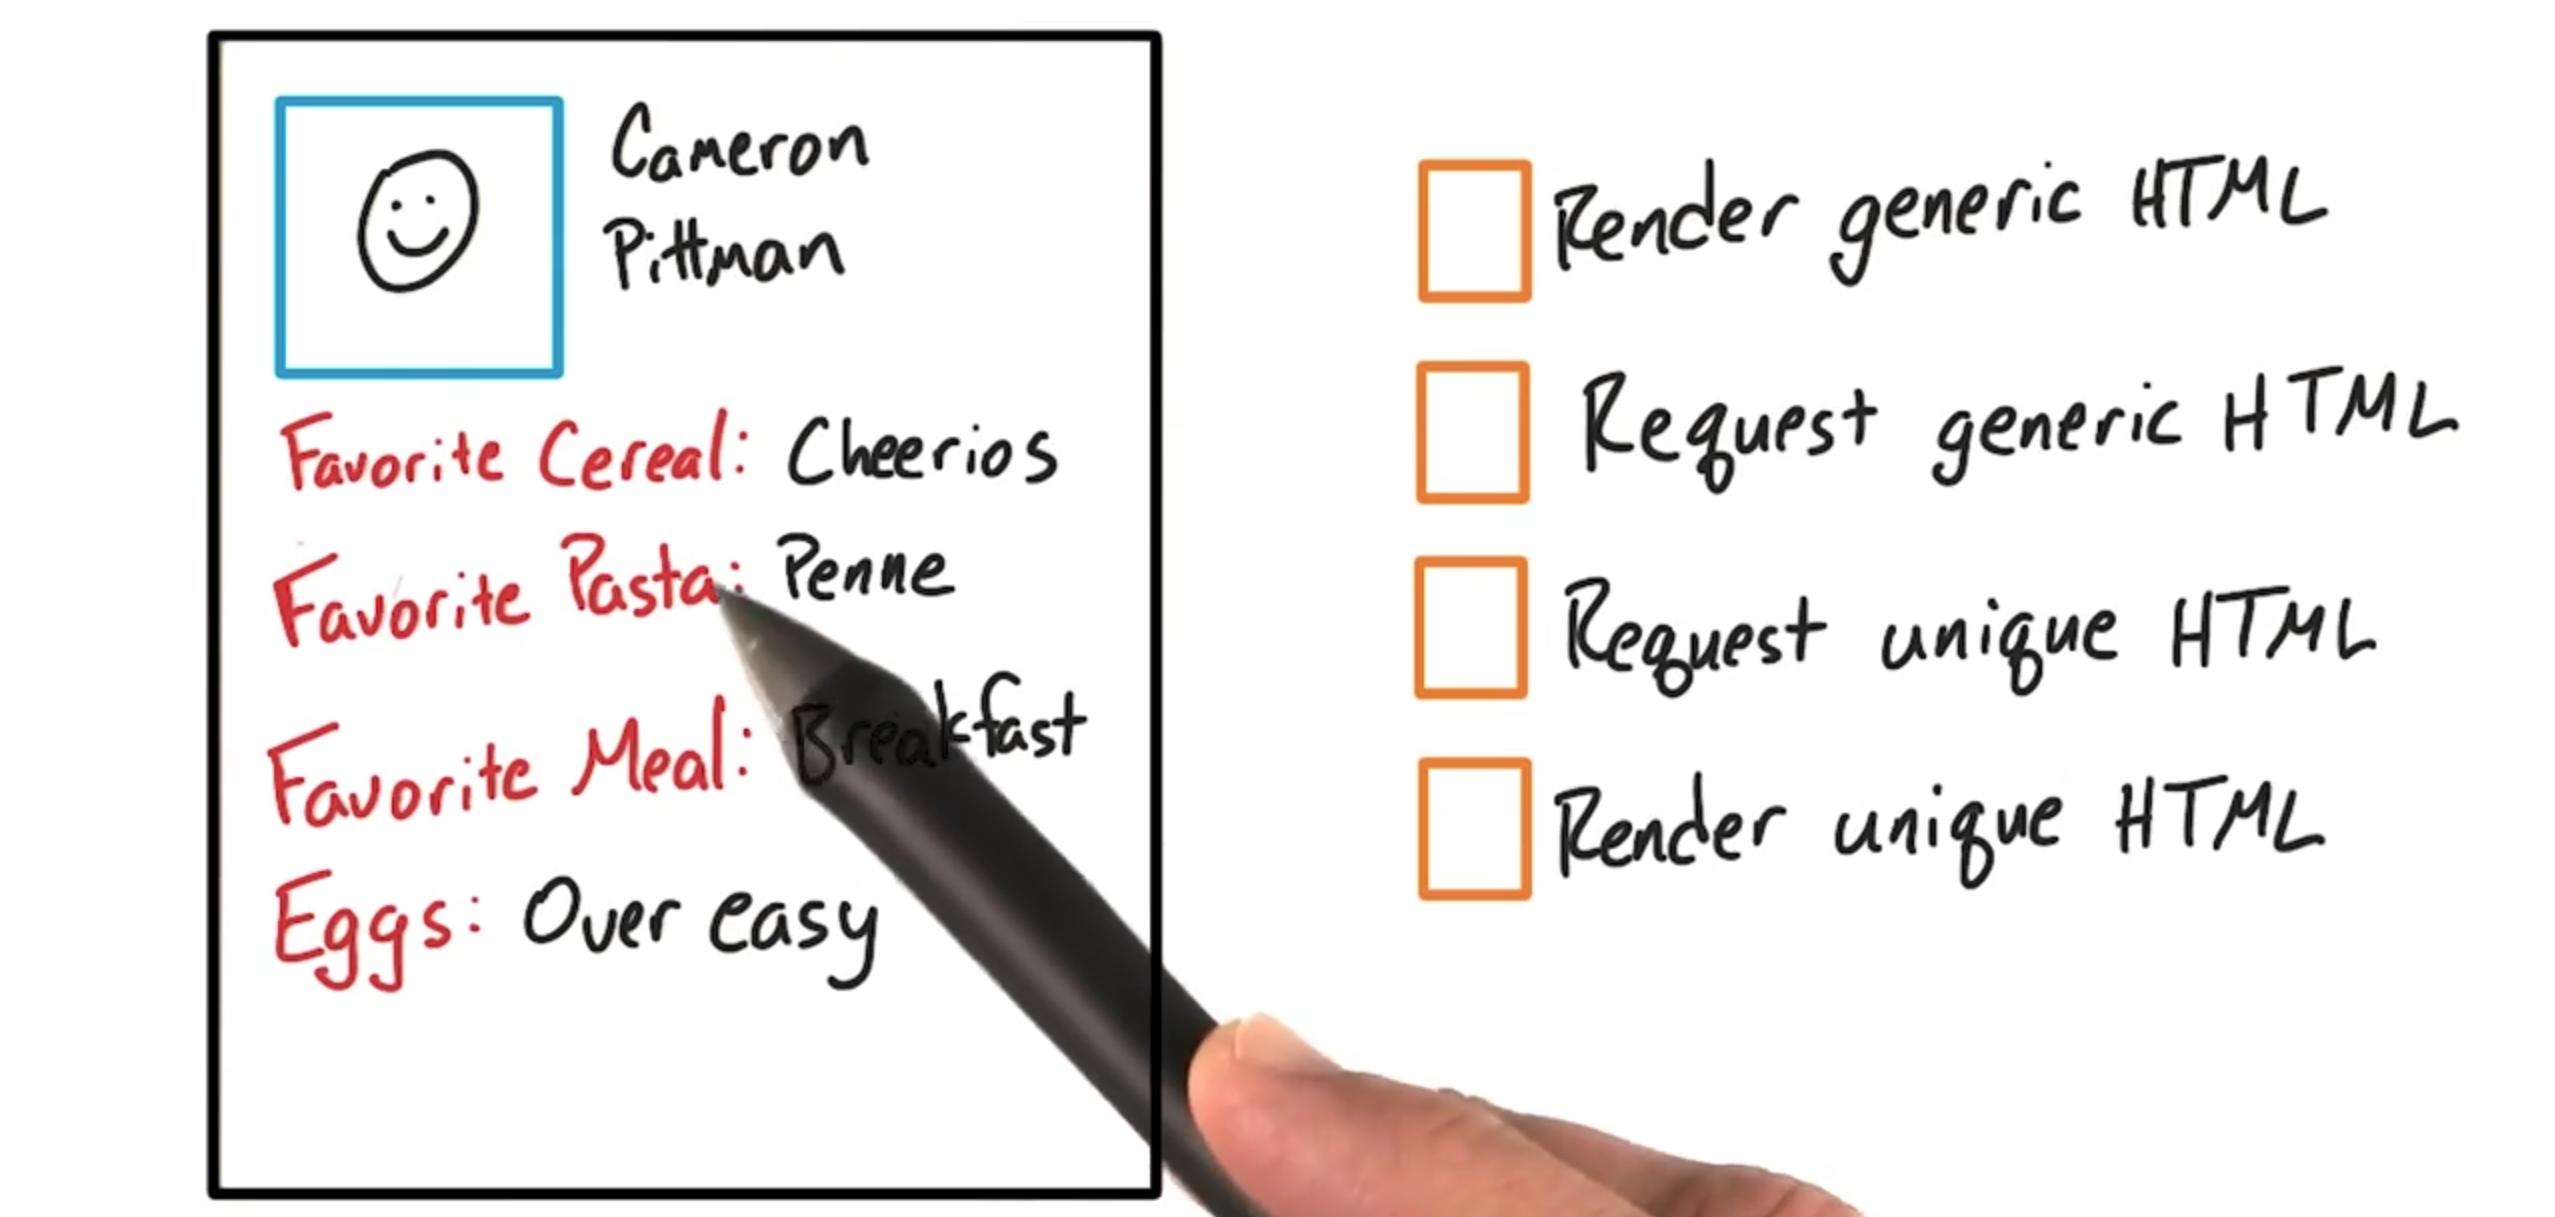 Cameron
Pittman
Favorite Cereal: Cheerios
Favorite Pasta: Penne
Favorite Meal: Breakfast
Eggs: Over easy
Render generic HTML
Request generic HTML
Request unique HTML
Render unique HTML